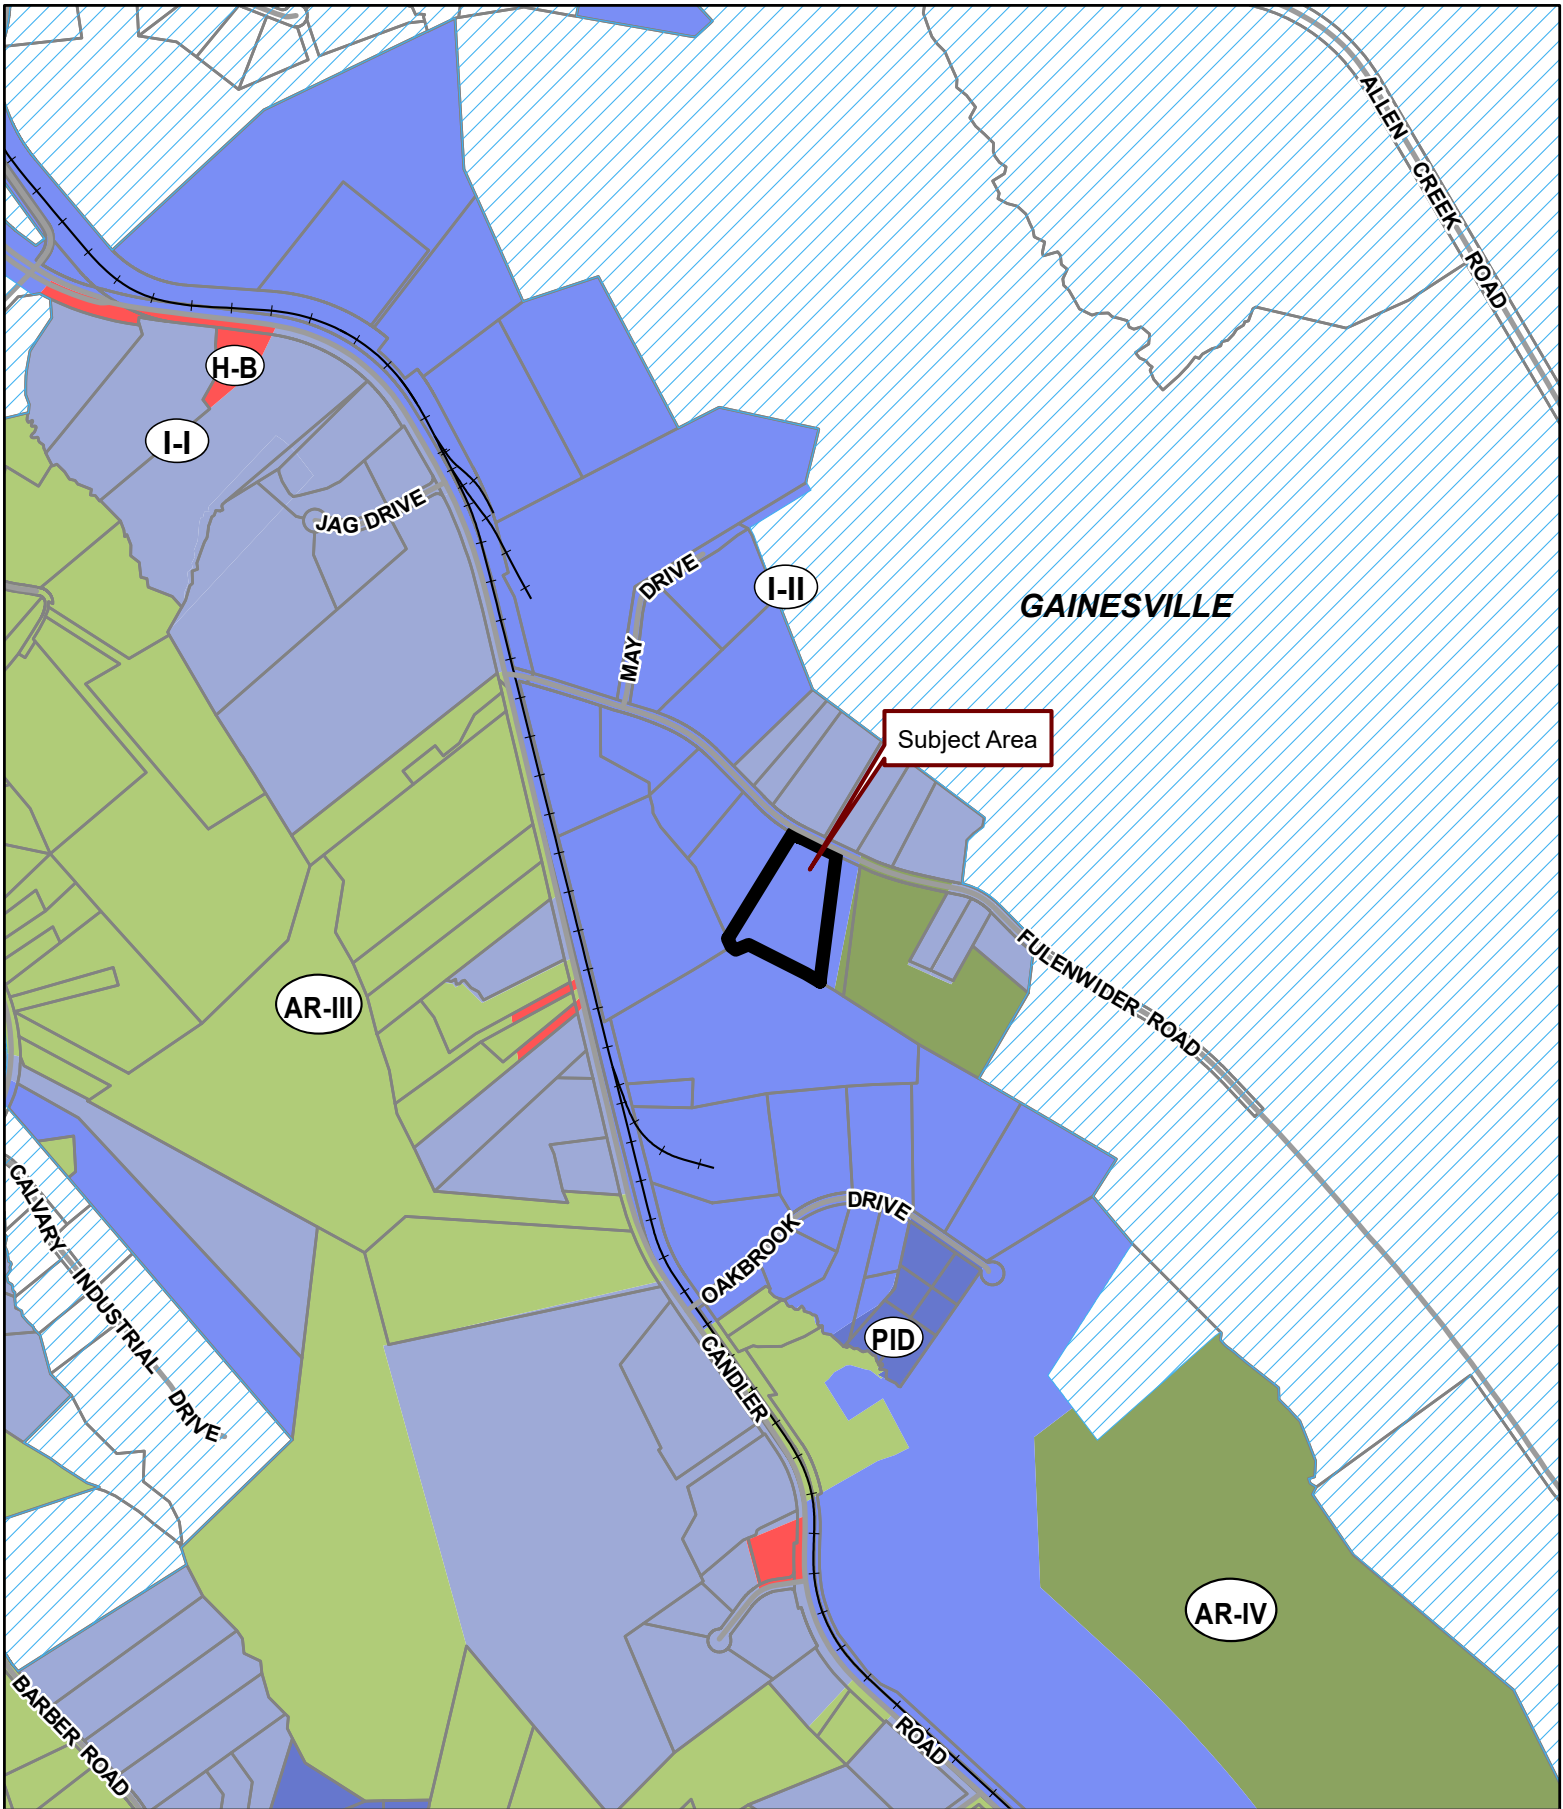 ALLEN CREEK ROAD
H-B
I-I
JAG DRIVE
MAY DRIVE
I-II
GAINESVILLE
Subject Area
FULENWIDER ROAD
AR-III
CALVARY INDUSTRIAL DRIVE
OAKBROOK DRIVE
PID
CANDLER ROAD
AR-IV
BARBER ROAD